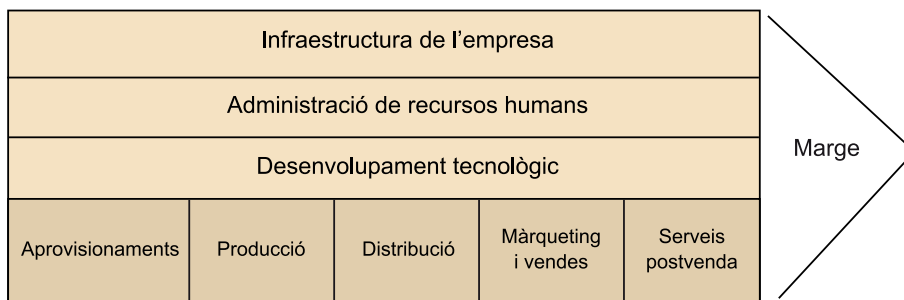 Infraestructura de l’empresa
Administració de recursos humans
Desenvolupament tecnològic
Marge
Aprovisionaments
Producció
Distribució
Màrqueting
i vendes
Serveis
postvenda